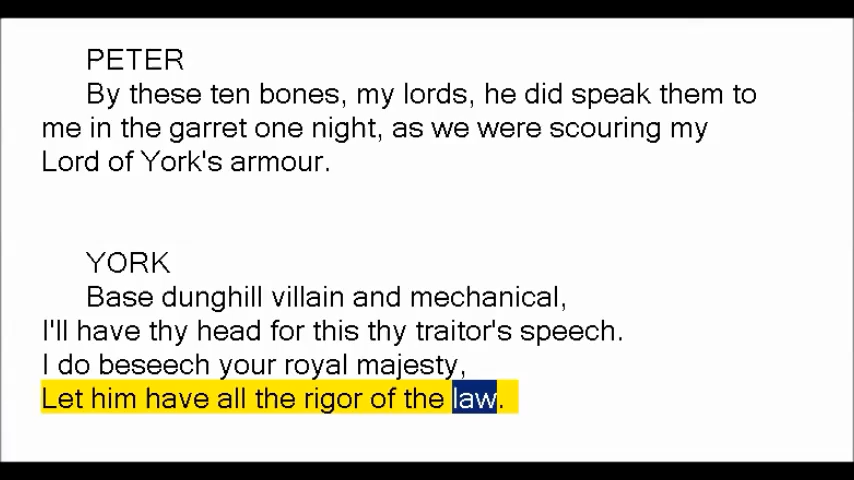 PETER
By these ten bones, my lords, he did speak them to
me in the garret one night, as we were scouring my
Lord of York's armour.
YORK
Base dunghill villain and mechanical,
I'll have thy head for this thy traitor's speech.
I do beseech your royal majesty,
Let him have all the rigor of the law.